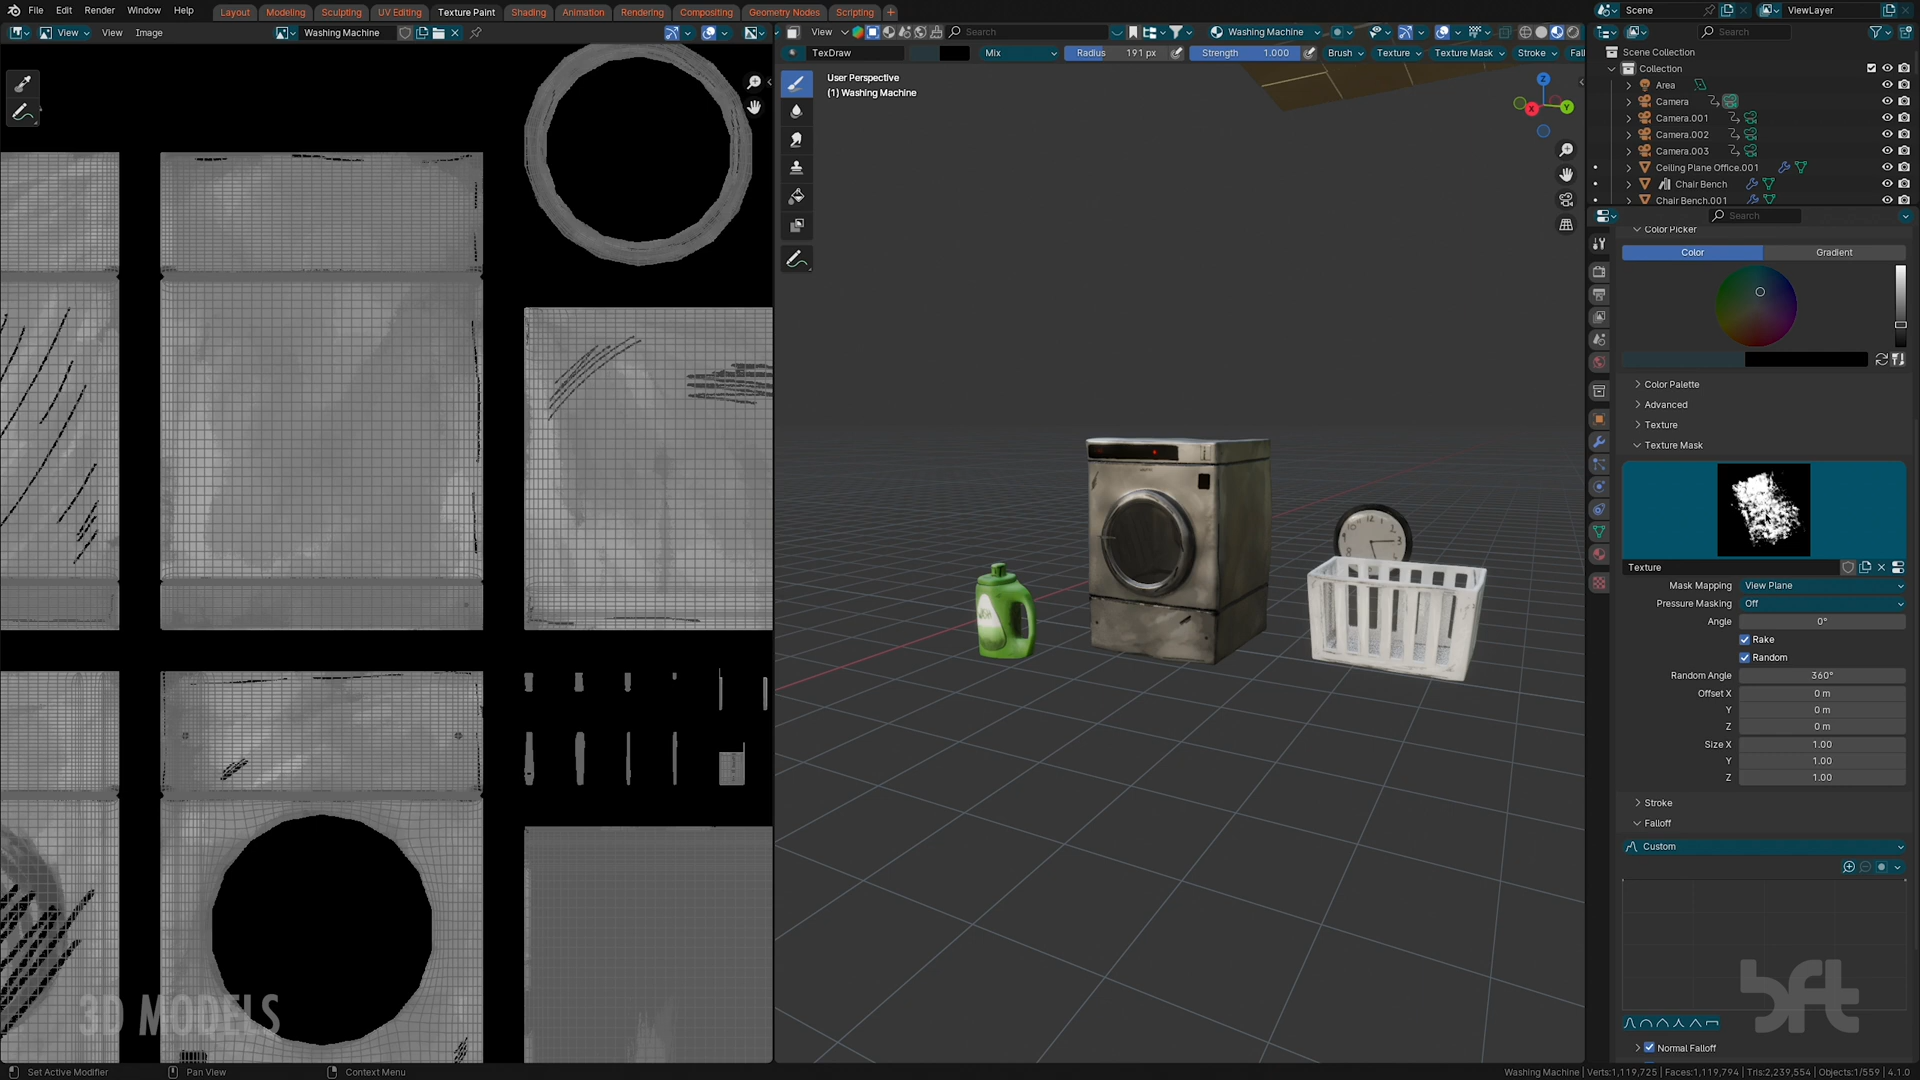 File Edit Render Window Help
Layout Modeling Sculpting UV Editing Texture Paint Shading Animation Rendering Compositing Geometry Nodes Scripting
Scene
ViewLayer
View View Image
Washing Machine
View
Search
Washing Machine
Search
TexDraw
Mix
Radius 191 px
Strength 1.000
Brush Texture Texture Mask Stroke Fall
User Perspective
(1) Washing Machine
Z
X
Y
Scene Collection
Collection
Area
Camera
Camera.001
Camera.002
Camera.003
Ceiling Plane Office.001
Chair Bench
Chair Bench.001
Search
Color Picker
Color Gradient
Color Palette
Advanced
Texture
Texture Mask
Texture
Mask Mapping View Plane
Pressure Masking Off
Angle 0°
Rake
Random
Random Angle 360°
Offset X 0 m
Y 0 m
Z 0 m
Size X 1.00
Y 1.00
Z 1.00
Stroke
Falloff
Custom
Normal Falloff
3D MODELS
bft
Set Active Modifier
Pan View
Context Menu
Washing Machine | Verts:1,119,725 | Faces:1,119,794 | Tris:2,239,554 | Objects:1/559 | 4.1.0